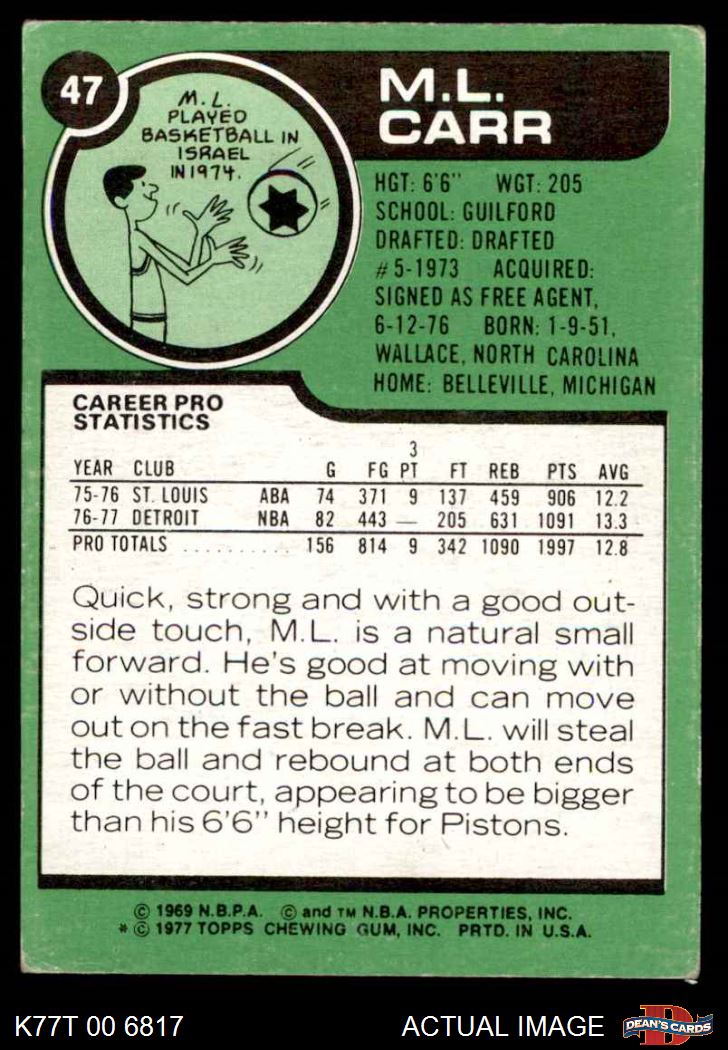 47
M.L.
PLAYED
BASKETBALL IN
ISRAEL
IN 1974.
M.L.
CARR
HGT: 6'6" WGT: 205
SCHOOL: GUILFORD
DRAFTED: DRAFTED
#5-1973 ACQUIRED:
SIGNED AS FREE AGENT,
6-12-76 BORN: 1-9-51,
WALLACE, NORTH CAROLINA
HOME: BELLEVILLE, MICHIGAN
CAREER PRO
STATISTICS
3
YEAR CLUB G FG PT FT REB PTS AVG
75-76 ST. LOUIS ABA 74 371 9 137 459 906 12.2
76-77 DETROIT NBA 82 443 — 205 631 1091 13.3
PRO TOTALS .......... 156 814 9 342 1090 1997 12.8
Quick, strong and with a good out-
side touch, M.L. is a natural small
forward. He's good at moving with
or without the ball and can move
out on the fast break. M.L. will steal
the ball and rebound at both ends
of the court, appearing to be bigger
than his 6'6" height for Pistons.
© 1969 N.B.P.A. © and TM N.B.A. PROPERTIES, INC.
* © 1977 TOPPS CHEWING GUM, INC. PRTD. IN U.S.A.
K77T 00 6817 ACTUAL IMAGE
D
DEAN'S CARDS